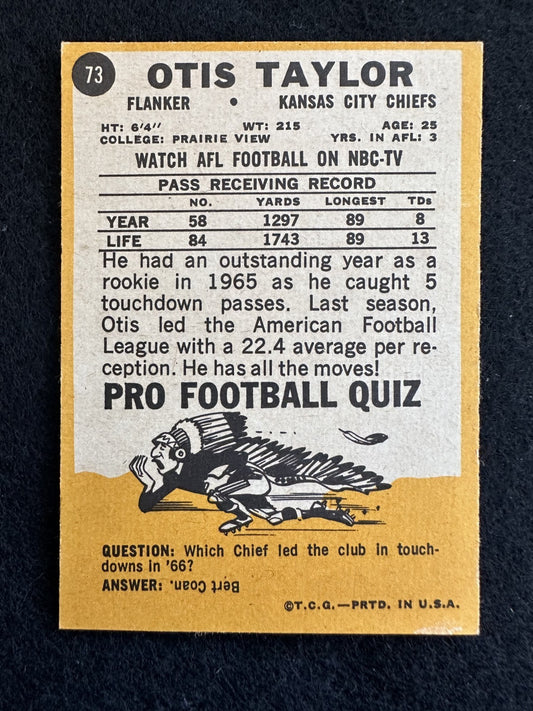 73
OTIS TAYLOR
FLANKER • KANSAS CITY CHIEFS
HT: 6'4" WT: 215 AGE: 25
COLLEGE: PRAIRIE VIEW YRS. IN AFL: 3
WATCH AFL FOOTBALL ON NBC-TV
PASS RECEIVING RECORD
NO. YARDS LONGEST TDs
YEAR 58 1297 89 8
LIFE 84 1743 89 13
He had an outstanding year as a
rookie in 1965 as he caught 5
touchdown passes. Last season,
Otis led the American Football
League with a 22.4 average per re-
ception. He has all the moves!
PRO FOOTBALL QUIZ
QUESTION: Which Chief led the club in touch-
downs in '66?
ANSWER: Bert Coan.
©T.C.G.—PRTD. IN U.S.A.